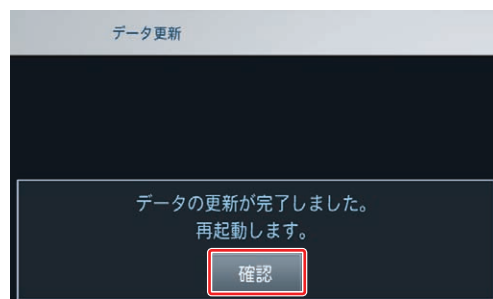 データ更新
データの更新が完了しました。
再起動します。
確認